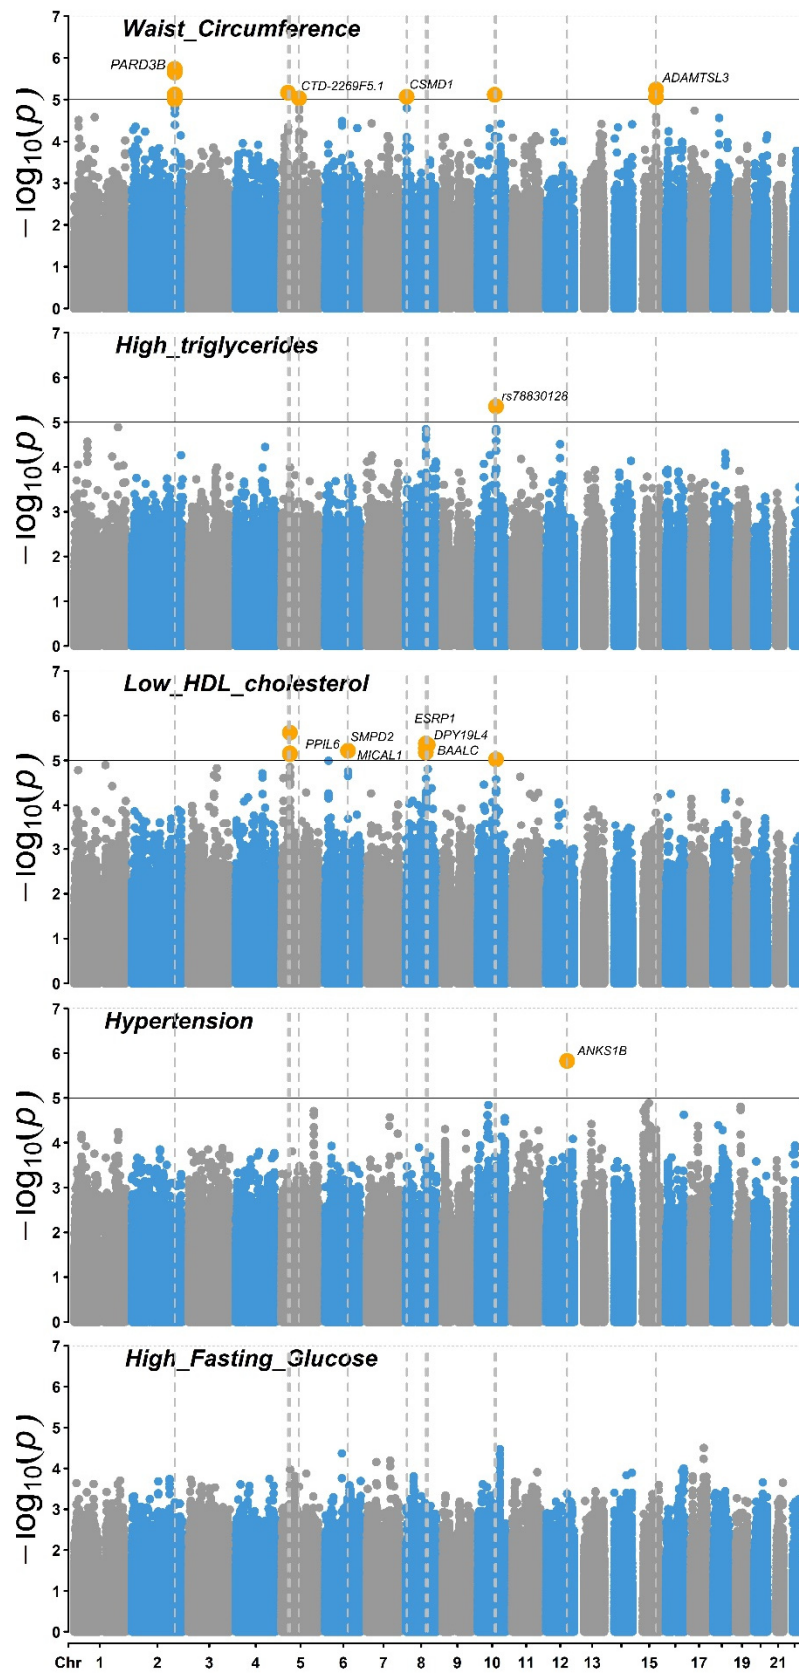 Waist_Circumference
PARD3B
CTD-2269F5.1
CSMD1
ADAMTSL3
−log10(p)
7
6
5
4
3
2
1
0
High_triglycerides
rs78830128
−log10(p)
7
6
5
4
3
2
1
0
Low_HDL_cholesterol
ESRP1
PPIL6
SMPD2
DPY19L4
MICAL1
BAALC
−log10(p)
7
6
5
4
3
2
1
0
Hypertension
ANKS1B
−log10(p)
7
6
5
4
3
2
1
0
High_Fasting_Glucose
−log10(p)
7
6
5
4
3
2
1
0
Chr 1 2 3 4 5 6 7 8 9 10 11 12 13 15 17 19 21